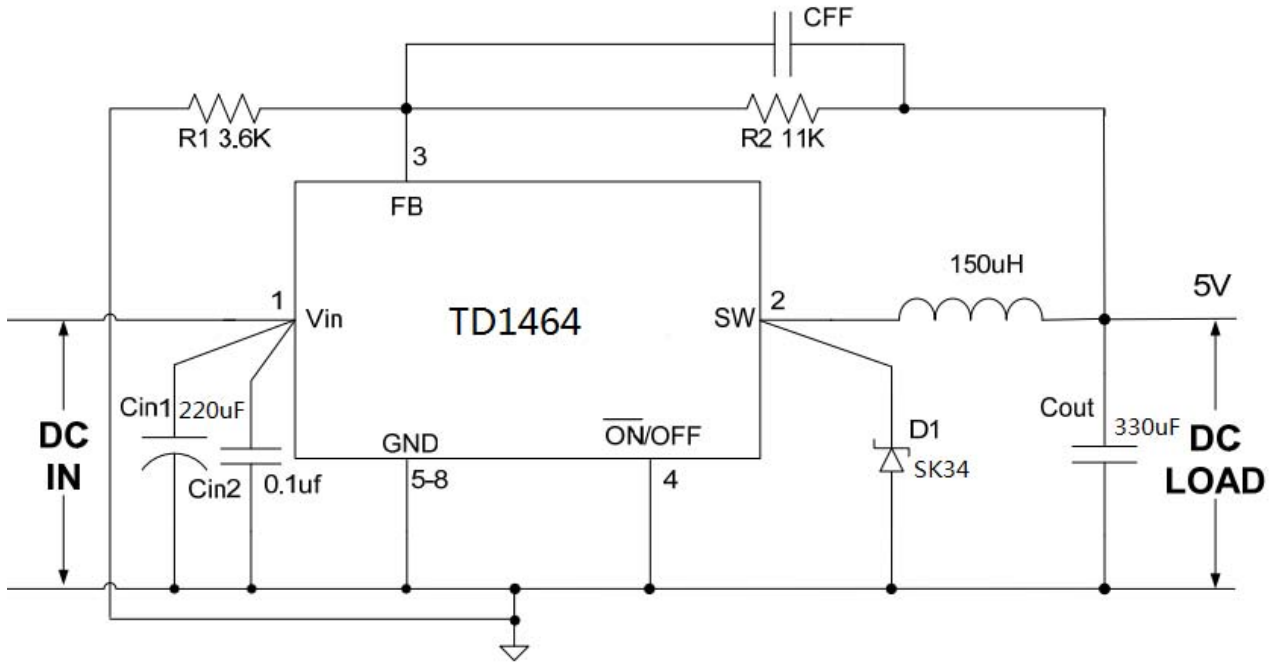 CFF
R1 3.6K
R2 11K
3
FB
150uH
5V
1
Vin
TD1464
SW
2
Cin1 220uF
Cout
330uF
DC
IN
GND
ON/OFF
D1
SK34
DC
LOAD
Cin2
0.1uf
5-8
4